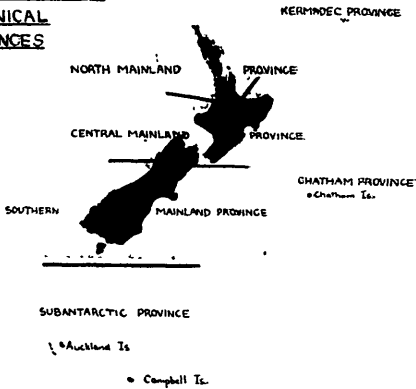 NICAL
NCES
KERMADEC PROVINCE
NORTH MAINLAND PROVINCE
CENTRAL MAINLAND PROVINCE
CHATHAM PROVINCE
Chatham Is.
SOUTHERN MAINLAND PROVINCE
SUBANTARCTIC PROVINCE
Auckland Is
Campbell Is.